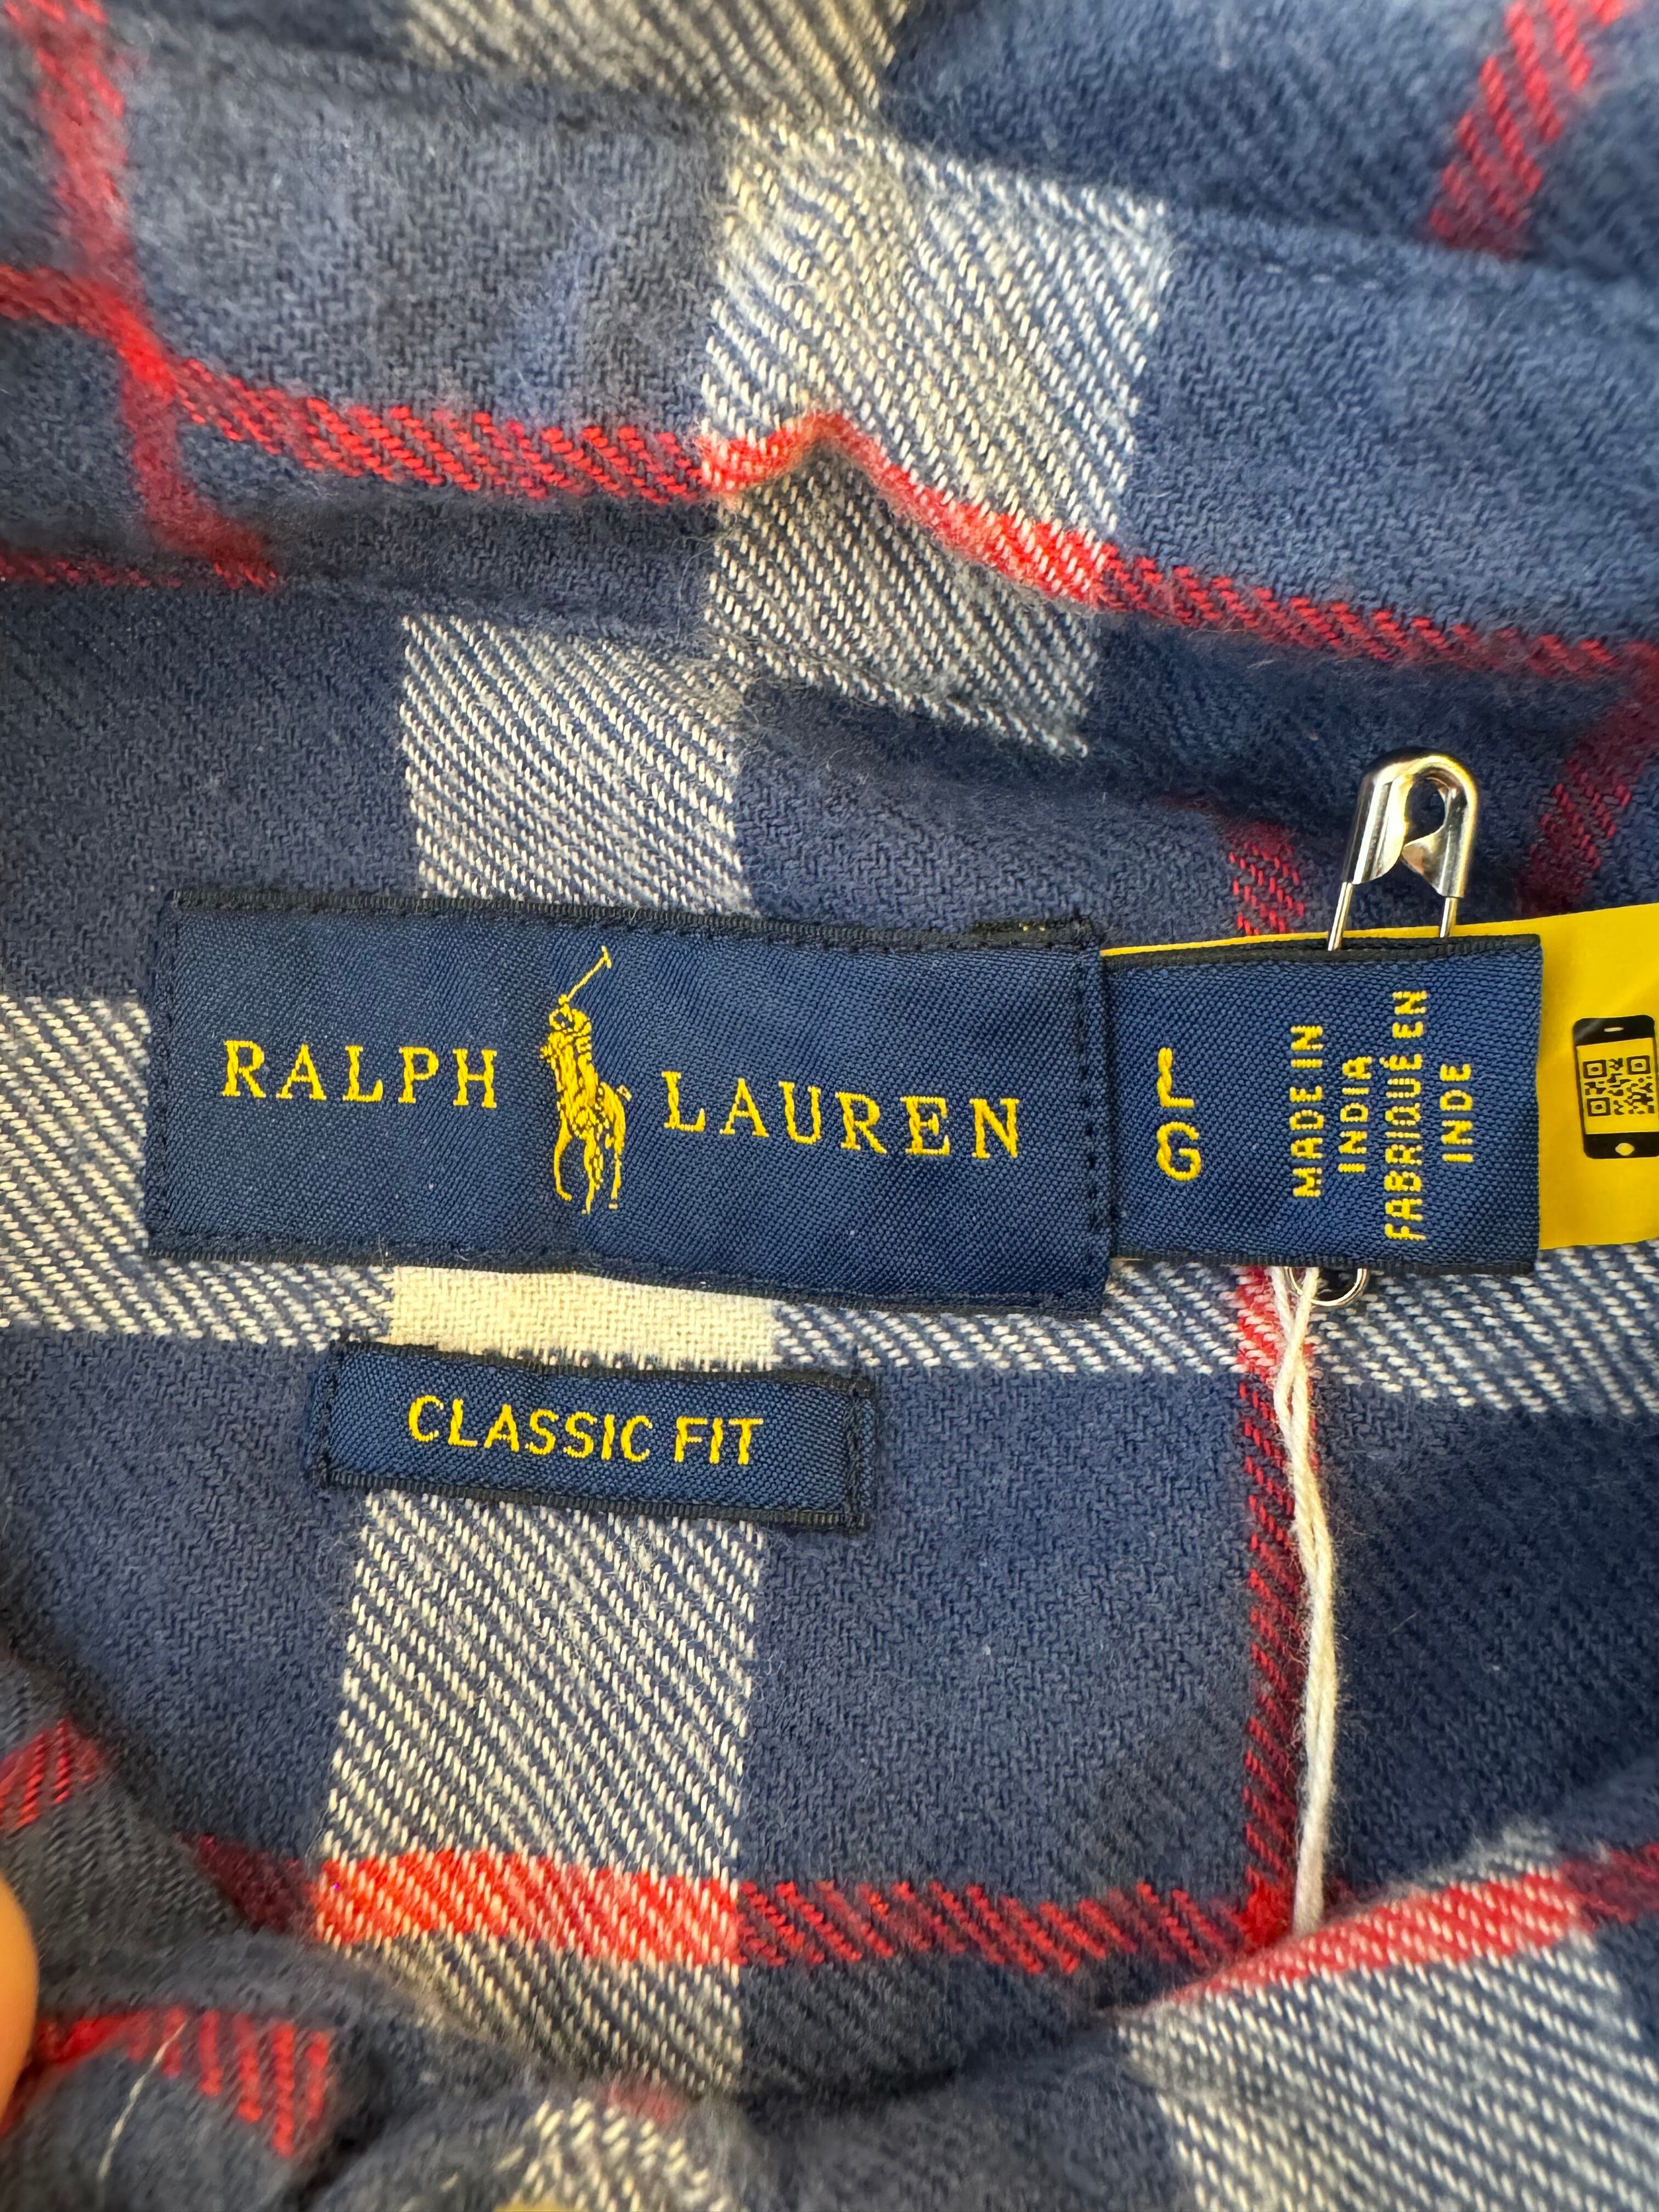 RALPH LAUREN
L
G
MADE IN
INDIA
FABRIQUÉ EN
INDE
CLASSIC FIT